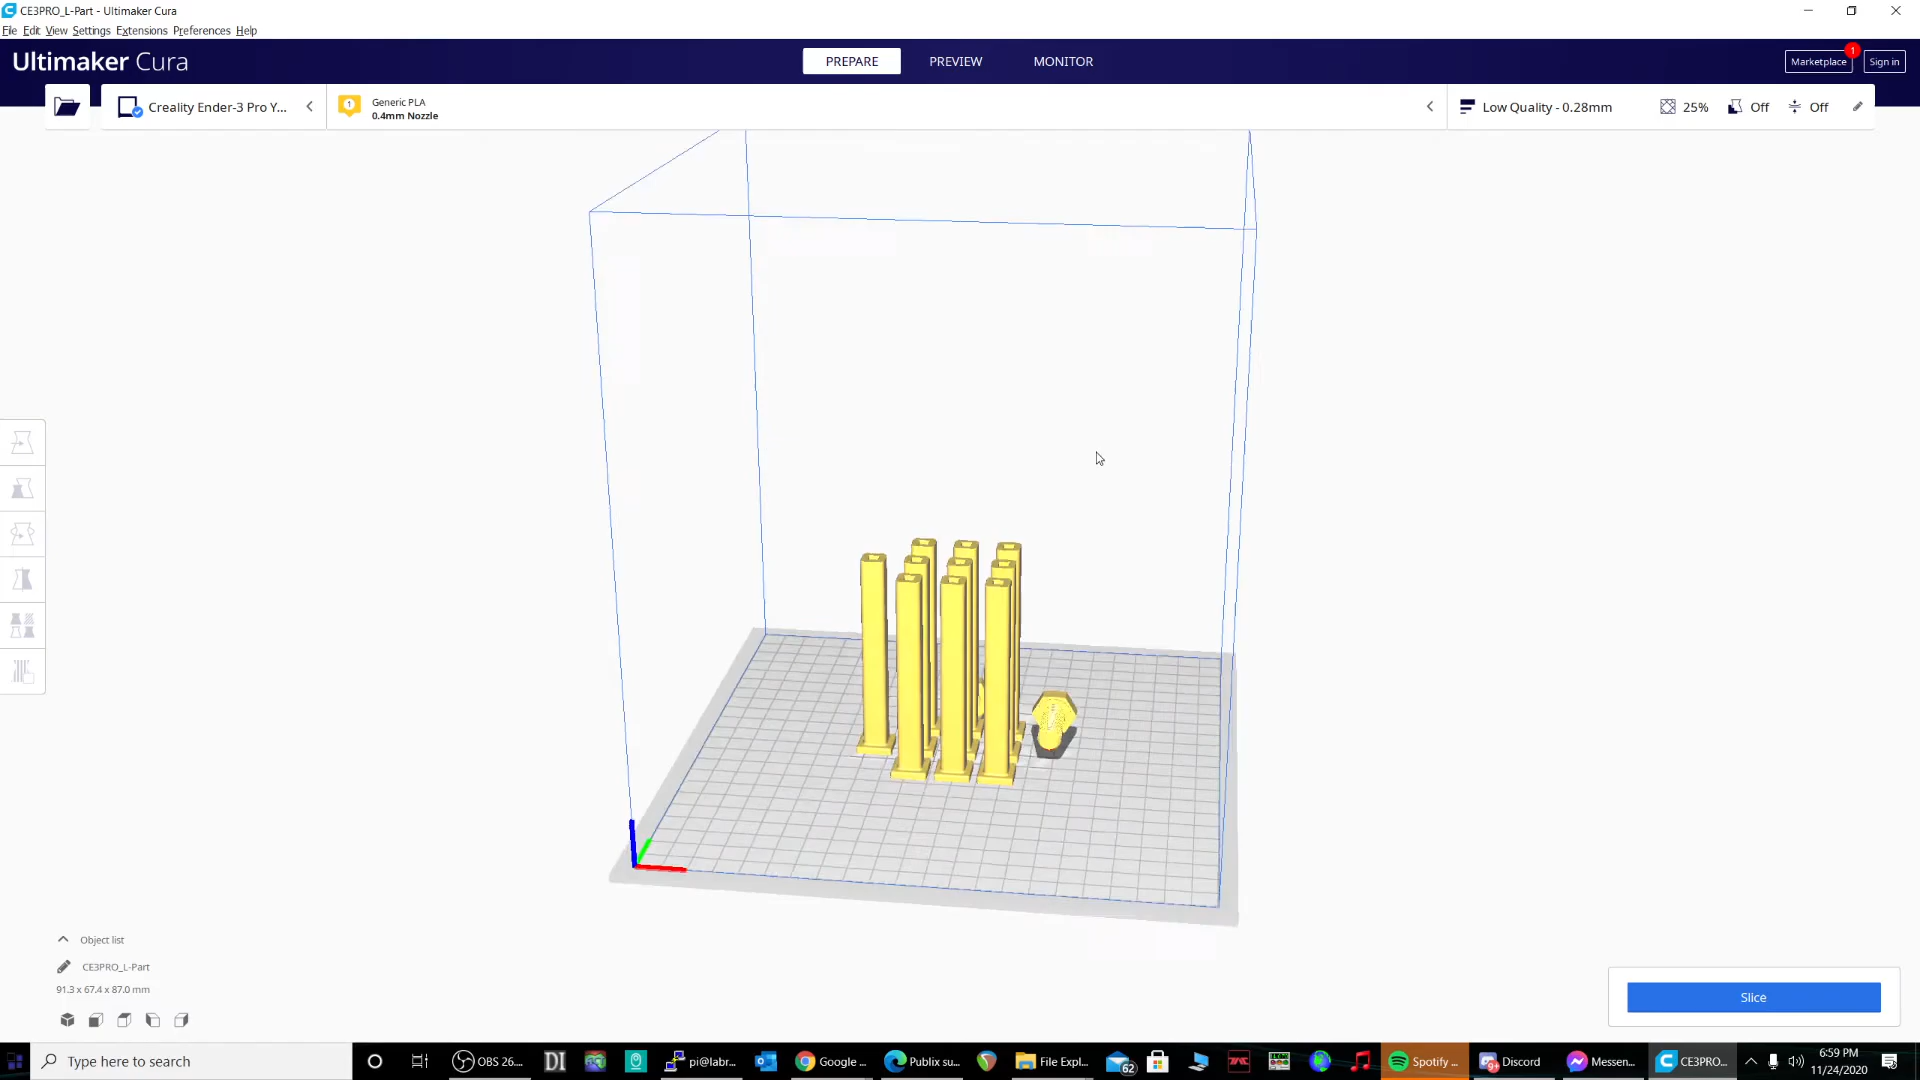 CE3PRO_L-Part - Ultimaker Cura
File Edit View Settings Extensions Preferences Help
Ultimaker Cura
PREPARE
PREVIEW
MONITOR
Marketplace
1
Sign in
Creality Ender-3 Pro Y...
1
Generic PLA
0.4mm Nozzle
Low Quality - 0.28mm
25%
Off
Off
Object list
CE3PRO_L-Part
91.3 x 67.4 x 87.0 mm
Slice
Type here to search
OBS 26...
DI
pi@labr...
Google ...
Publix su...
File Expl...
62
Spotify ...
Discord
Messen...
CE3PRO...
6:59 PM
11/24/2020